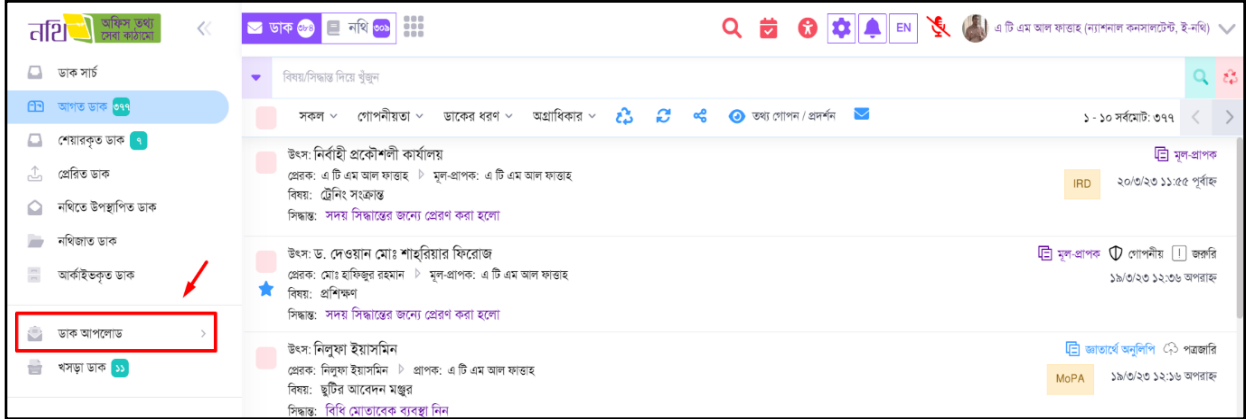 নথি অফিস তথ্য
সেবা কাঠামো
ডাক ৩৮৪ নথি ৩০৯
EN এ টি এম আল ফাত্তাহ (ন্যাশনাল কনসালটেন্ট, ই-নথি)
ডাক সার্চ
আগত ডাক ৩৭৭
শেয়ারকৃত ডাক ৭
প্রেরিত ডাক
নথিতে উপস্থাপিত ডাক
নথিজাত ডাক
আর্কাইভকৃত ডাক
ডাক আপলোড
খসড়া ডাক ১১
বিষয়/সিদ্ধান্ত দিয়ে খুঁজুন
সকল গোপনীয়তা ডাকের ধরণ অগ্রাধিকার তথ্য গোপন / প্রদর্শন ১ - ১০ সর্বমোট: ৩৭৭
উৎস: নির্বাহী প্রকৌশলী কার্যালয় মূল-প্রাপক
প্রেরক: এ টি এম আল ফাত্তাহ মূল-প্রাপক: এ টি এম আল ফাত্তাহ
IRD ২০/৩/২৩ ১১:৫৫ পূর্বাহ্ন
বিষয়: ট্রেনিং সংক্রান্ত
সিদ্ধান্ত: সদয় সিদ্ধান্তের জন্যে প্রেরণ করা হলো
উৎস: ড. দেওয়ান মোঃ শাহ্‌রিয়ার ফিরোজ মূল-প্রাপক গোপনীয় জরুরি
প্রেরক: মোঃ হাফিজুর রহমান মূল-প্রাপক: এ টি এম আল ফাত্তাহ
১৯/৩/২৩ ১২:৩৬ অপরাহ্ন
বিষয়: প্রশিক্ষণ
সিদ্ধান্ত: সদয় সিদ্ধান্তের জন্যে প্রেরণ করা হলো
উৎস: নিলুফা ইয়াসমিন জ্ঞাতার্থে অনুলিপি পত্রজারি
প্রেরক: নিলুফা ইয়াসমিন প্রাপক: এ টি এম আল ফাত্তাহ
MoPA ১৯/৩/২৩ ১২:১৬ অপরাহ্ন
বিষয়: ছুটির আবেদন মঞ্জুর
সিদ্ধান্ত: বিধি মোতাবেক ব্যবস্থা নিন